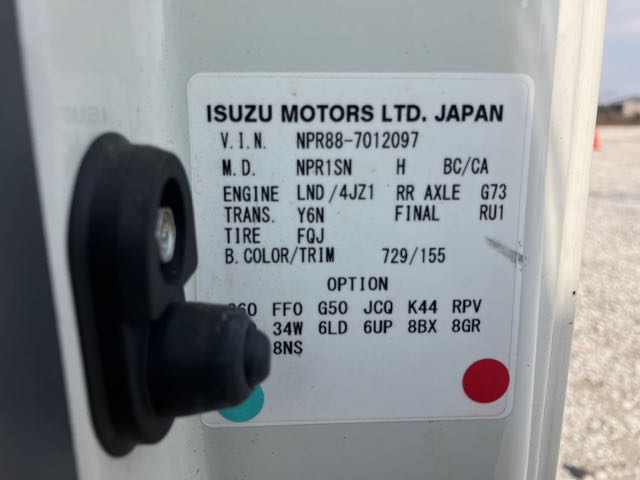 ISUZU MOTORS LTD. JAPAN
V.I.N. NPR88-7012097
M.D. NPR1SN H BC/CA
ENGINE LND/4JZ1 RR AXLE G73
TRANS. Y6N FINAL RU1
TIRE FQJ
B.COLOR/TRIM 729/155
OPTION
FF0 G50 JCQ K44 RPV
34W 6LD 6UP 8BX 8GR
8NS